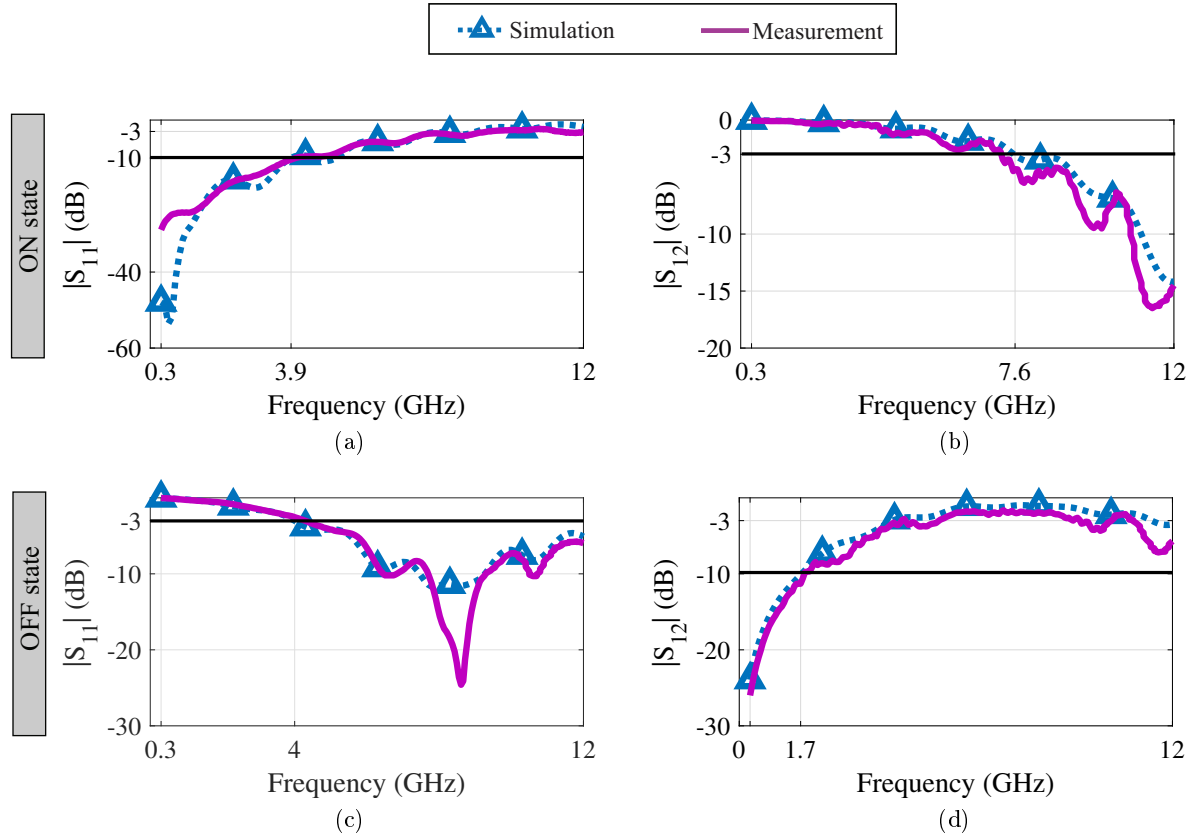 Simulation
Measurement
ON state
|S11| (dB)
-3
-10
-40
-60
0.3
3.9
12
Frequency (GHz)
(a)
|S12| (dB)
0
-3
-10
-15
-20
0.3
7.6
12
Frequency (GHz)
(b)
OFF state
|S11| (dB)
-3
-10
-20
-30
0.3
4
12
Frequency (GHz)
(c)
|S12| (dB)
-3
-10
-20
-30
0
1.7
12
Frequency (GHz)
(d)